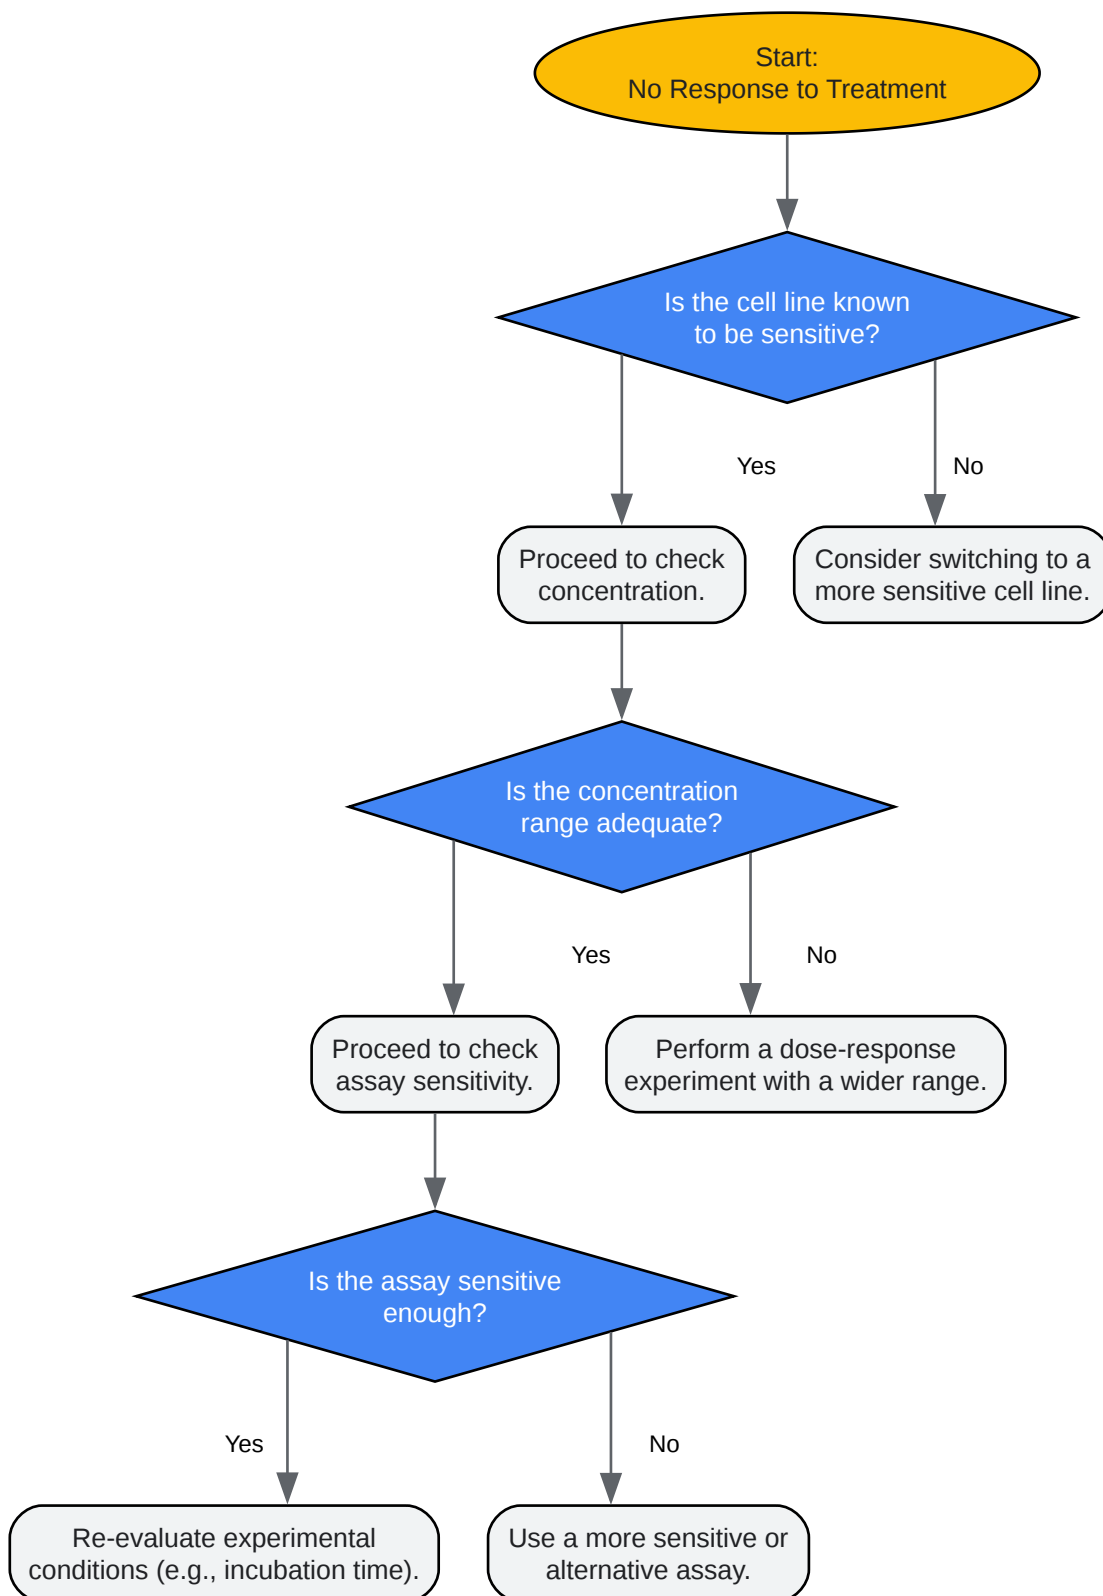 Start:
No Response to Treatment
Is the cell line known
to be sensitive?
Yes
No
Proceed to check
concentration.
Consider switching to a
more sensitive cell line.
Is the concentration
range adequate?
Yes
No
Proceed to check
assay sensitivity.
Perform a dose-response
experiment with a wider range.
Is the assay sensitive
enough?
Yes
No
Re-evaluate experimental
conditions (e.g., incubation time).
Use a more sensitive or
alternative assay.